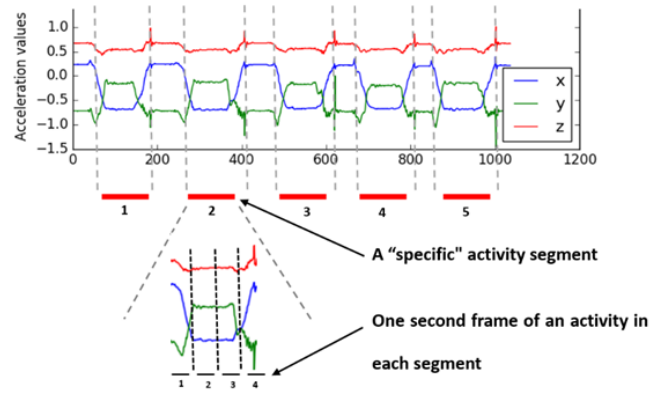 Acceleration values
1.0
0.5
0.0
−0.5
−1.0
−1.5
0 200 400 600 800 1000 1200
x
y
z
1 2 3 4 5
A “specific" activity segment
One second frame of an activity in
each segment
1 2 3 4